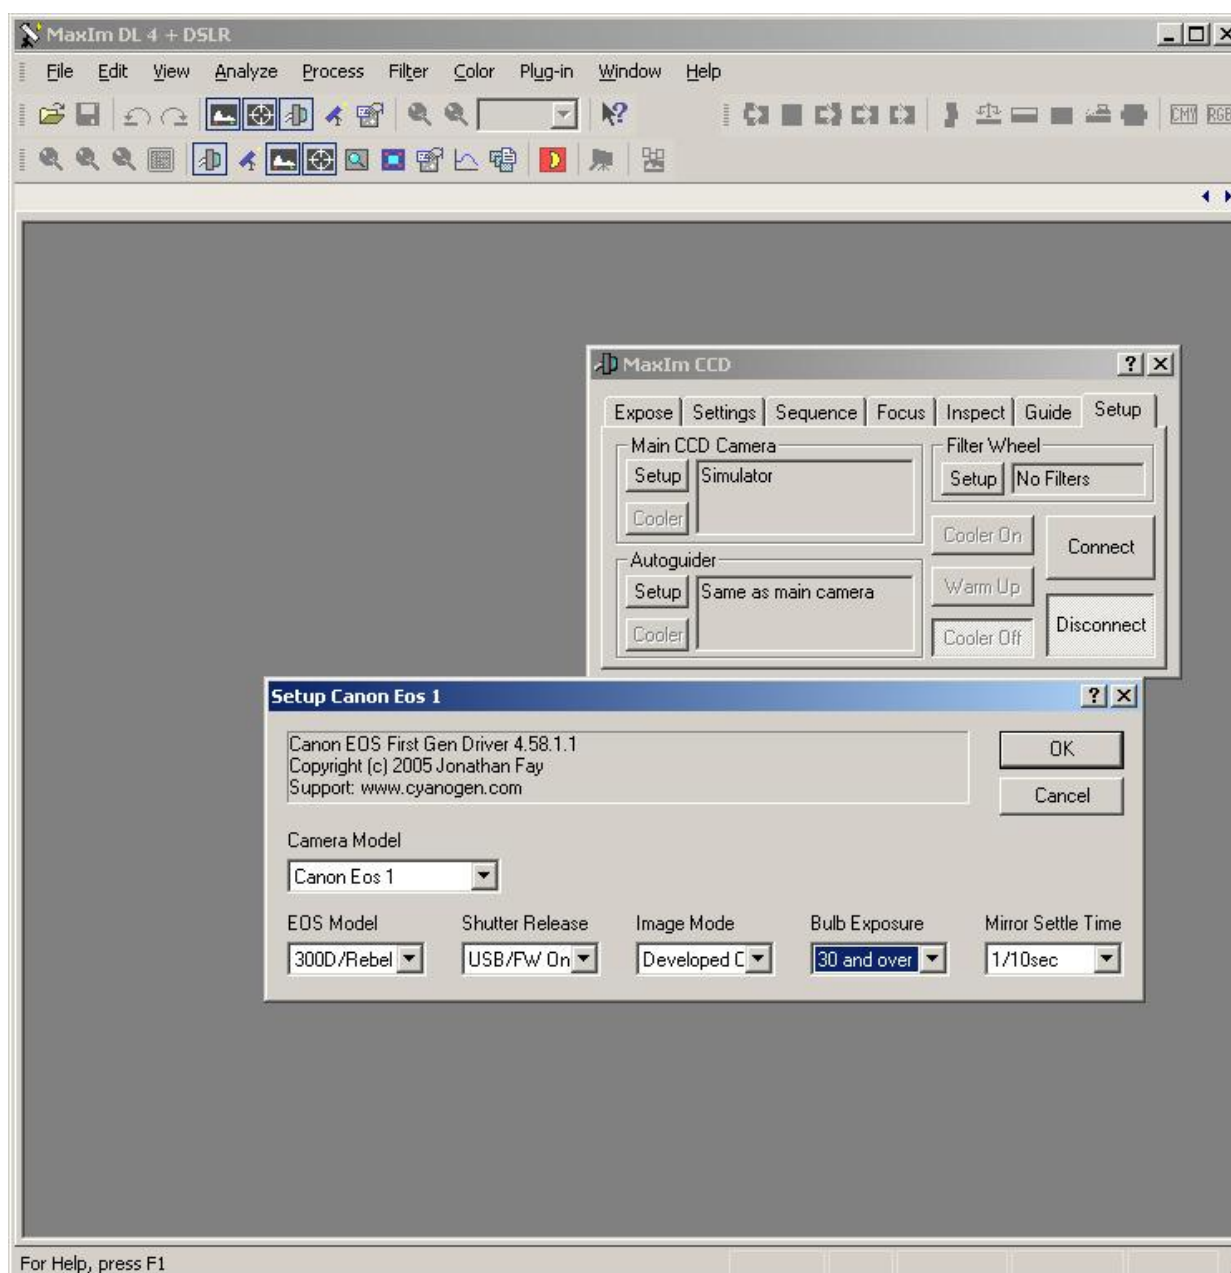 MaxIm DL 4 + DSLR
File Edit View Analyze Process Filter Color Plug-in Window Help
CMY RGB
MaxIm CCD
Expose Settings Sequence Focus Inspect Guide Setup
Main CCD Camera
Setup Simulator
Cooler
Filter Wheel
Setup No Filters
Autoguider
Setup Same as main camera
Cooler
Cooler On
Warm Up
Cooler Off
Connect
Disconnect
Setup Canon Eos 1
Canon EOS First Gen Driver 4.58.1.1
Copyright (c) 2005 Jonathan Fay
Support: www.cyanogen.com
OK
Cancel
Camera Model
Canon Eos 1
EOS Model Shutter Release Image Mode Bulb Exposure Mirror Settle Time
300D/Rebel USB/FW On Developed C 30 and over 1/10sec
For Help, press F1